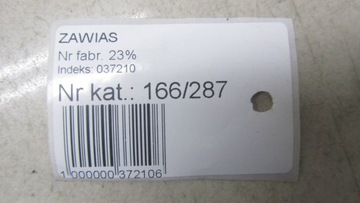 ZAWIAS
Nr fabr. 23%
Indeks: 037210
Nr kat.: 166/287
1 000000 372106